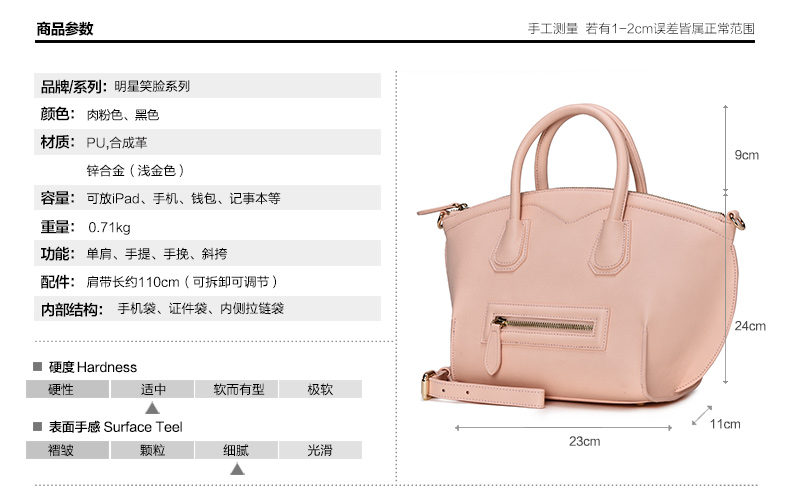 商品参数
手工测量 若有1-2cm误差皆属正常范围
品牌/系列: 明星笑脸系列
颜色: 肉粉色、黑色
材质: PU,合成革
锌合金（浅金色）
容量: 可放iPad、手机、钱包、记事本等
重量: 0.71kg
功能: 单肩、手提、手挽、斜挎
配件: 肩带长约110cm（可拆卸可调节）
内部结构: 手机袋、证件袋、内侧拉链袋
硬度 Hardness
硬性 适中 软而有型 极软
表面手感 Surface Teel
褶皱 颗粒 细腻 光滑
9cm
24cm
11cm
23cm